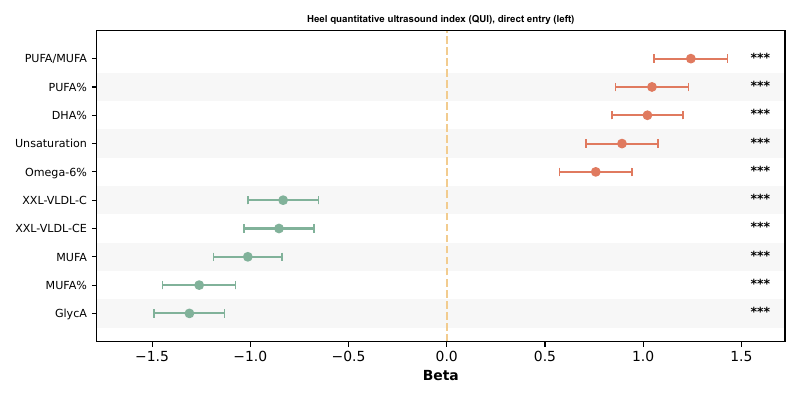 Heel quantitative ultrasound index (QUI), direct entry (left)
PUFA/MUFA ***
PUFA% ***
DHA% ***
Unsaturation ***
Omega-6% ***
XXL-VLDL-C ***
XXL-VLDL-CE ***
MUFA ***
MUFA% ***
GlycA ***
−1.5 −1.0 −0.5 0.0 0.5 1.0 1.5
Beta